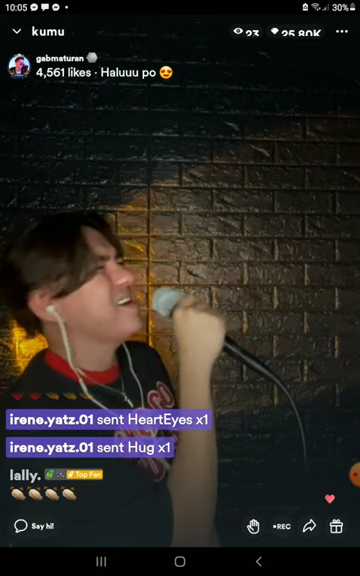 10:05
30%
kumu
23
25.80K
gabmaturan
4,561 likes · Haluuu po 😍
irene.yatz.01 sent HeartEyes x1
irene.yatz.01 sent Hug x1
lally. Top Fan
👏🏼👏🏼👏🏼👏🏼
Say hi!
REC